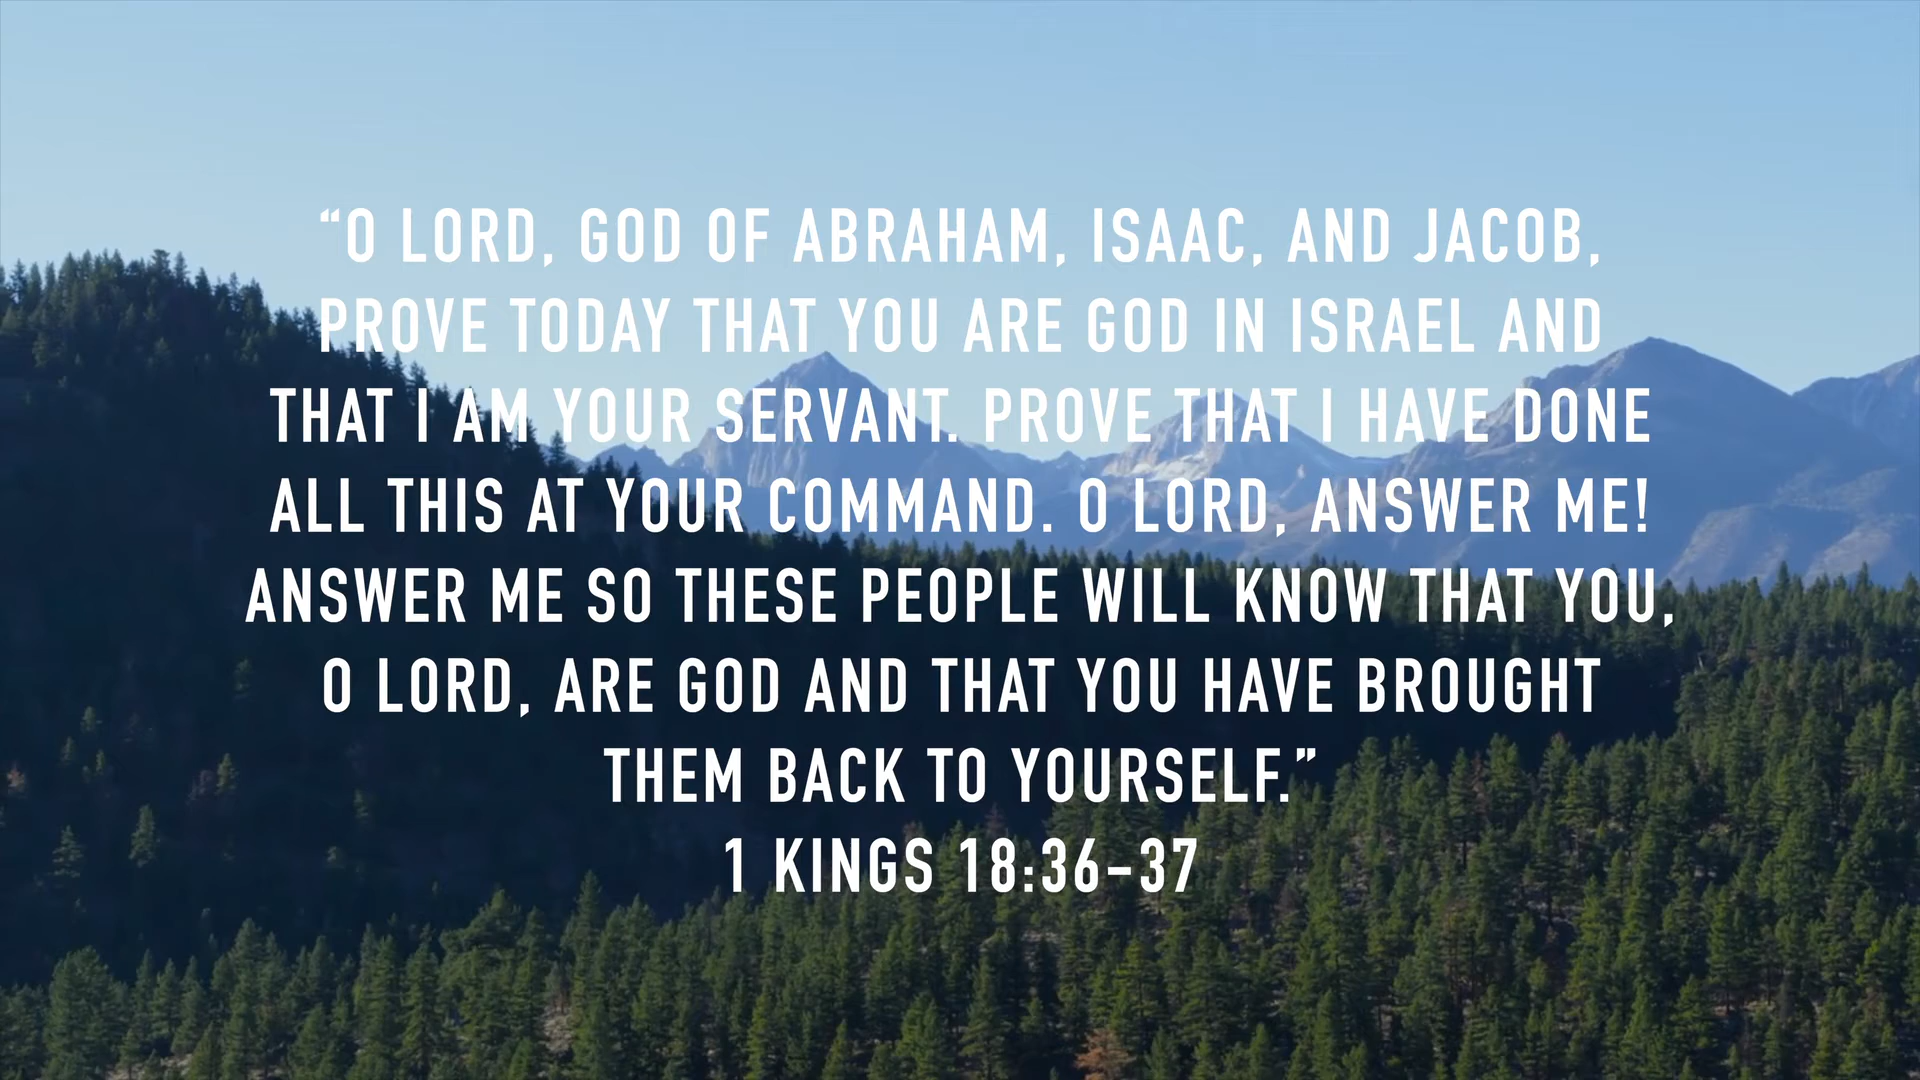 “O LORD, GOD OF ABRAHAM, ISAAC, AND JACOB,
PROVE TODAY THAT YOU ARE GOD IN ISRAEL AND
THAT I AM YOUR SERVANT. PROVE THAT I HAVE DONE
ALL THIS AT YOUR COMMAND. O LORD, ANSWER ME!
ANSWER ME SO THESE PEOPLE WILL KNOW THAT YOU,
O LORD, ARE GOD AND THAT YOU HAVE BROUGHT
THEM BACK TO YOURSELF.”
1 KINGS 18:36–37